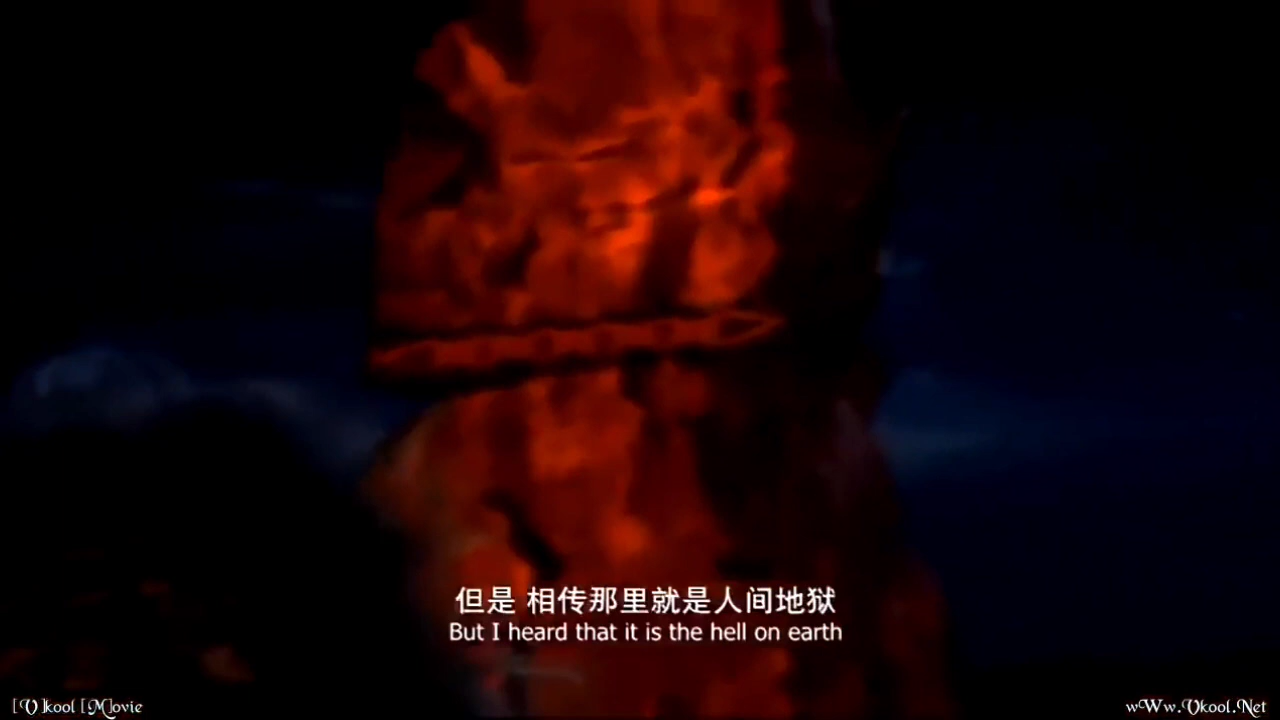 但是 相传那里就是人间地狱
But I heard that it is the hell on earth
[V]kool [M]ovie
wWw.Vkool.Net